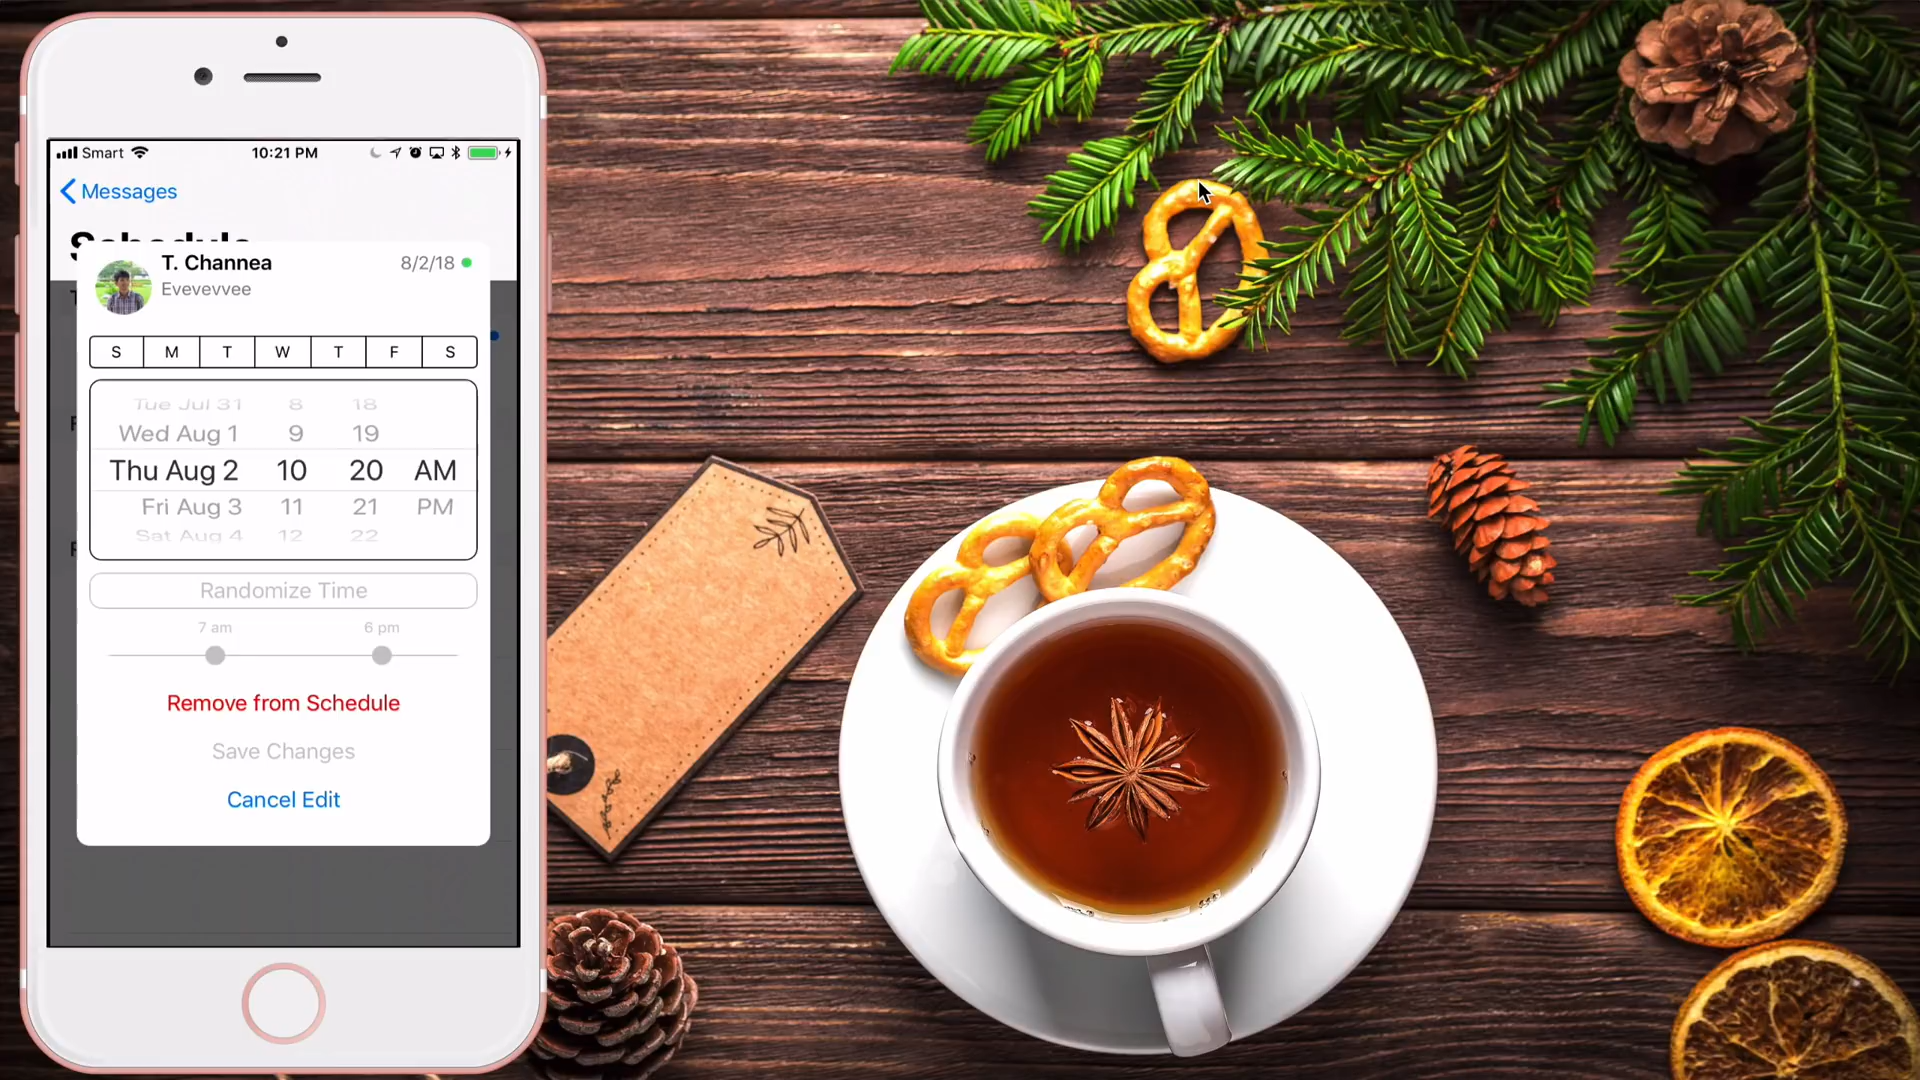 Smart 10:21 PM
Messages
Schedule
T. Channea 8/2/18
Evevevvee
S M T W T F S
Tue Jul 31 8 18
Wed Aug 1 9 19
Thu Aug 2 10 20 AM
Fri Aug 3 11 21 PM
Sat Aug 4 12 22
Randomize Time
7 am 6 pm
Remove from Schedule
Save Changes
Cancel Edit